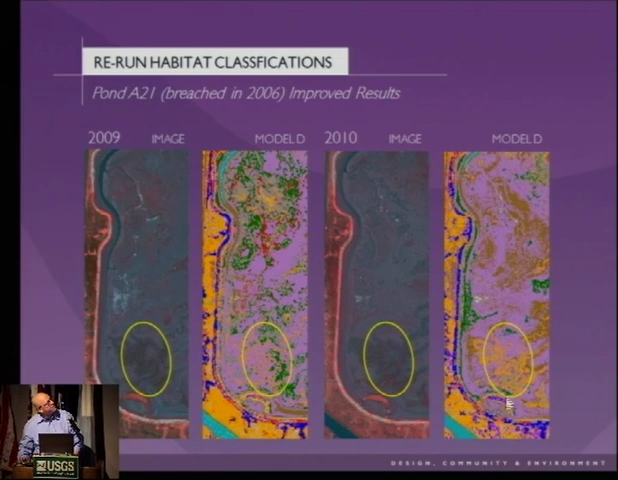 RE-RUN HABITAT CLASSFICATIONS
Pond A21 (breached in 2006) Improved Results
2009 IMAGE MODEL D 2010 IMAGE MODEL D
USGS
DESIGN, COMMUNITY & ENVIRONMENT